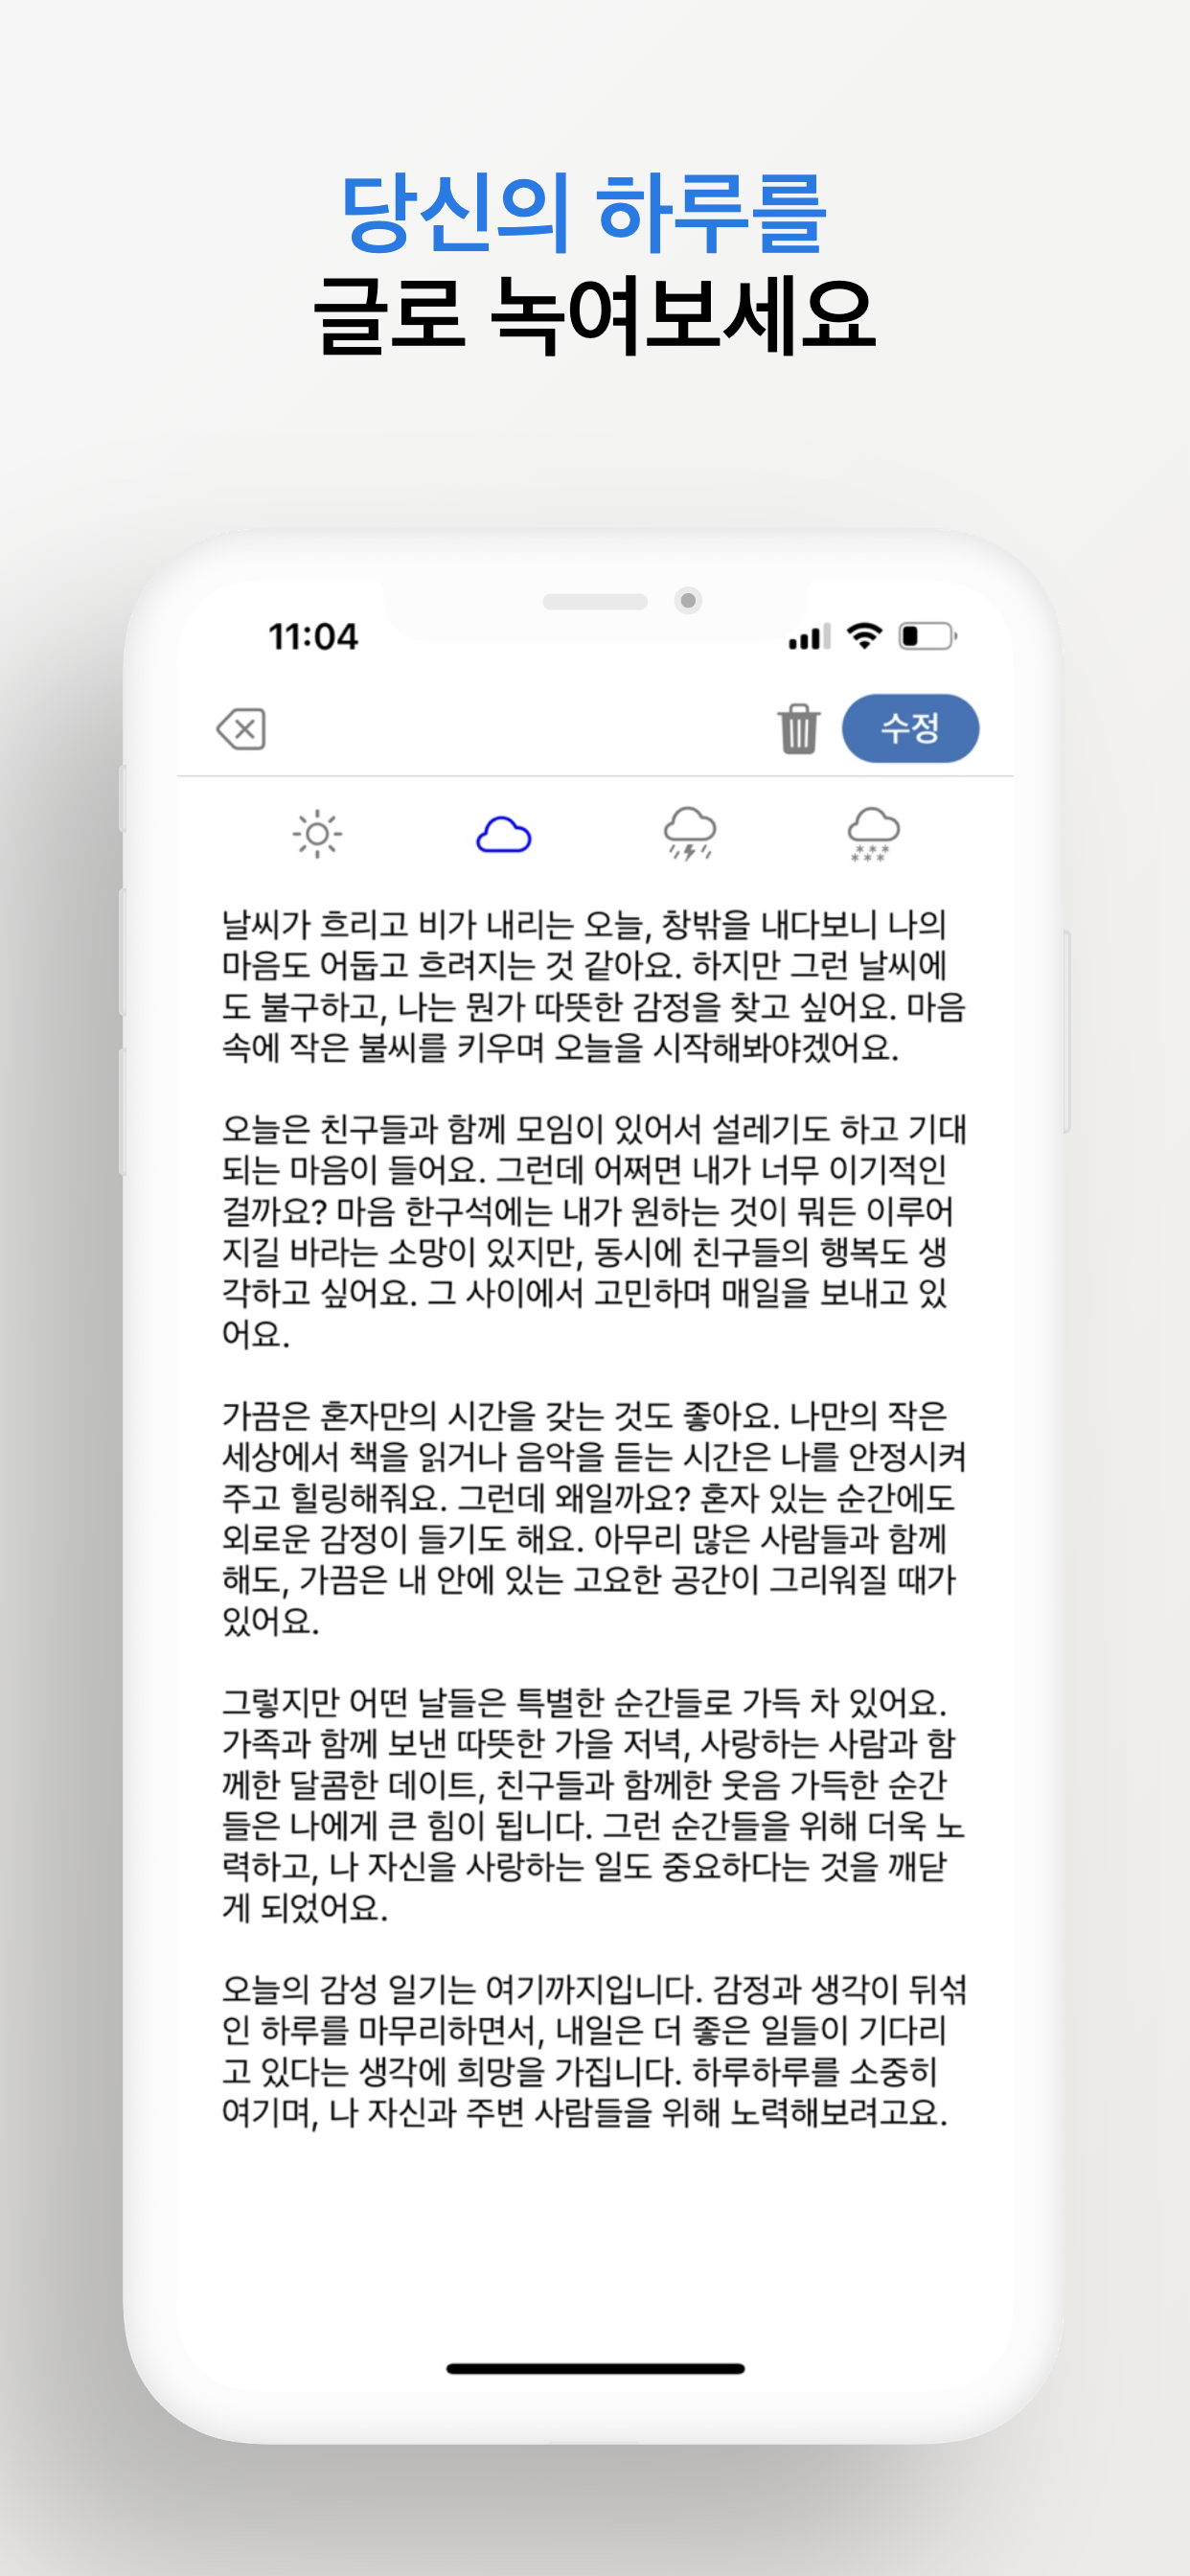 당신의 하루를
글로 녹여보세요
11:04
수정
날씨가 흐리고 비가 내리는 오늘, 창밖을 내다보니 나의
마음도 어둡고 흐려지는 것 같아요. 하지만 그런 날씨에
도 불구하고, 나는 뭔가 따뜻한 감정을 찾고 싶어요. 마음
속에 작은 불씨를 키우며 오늘을 시작해봐야겠어요.
오늘은 친구들과 함께 모임이 있어서 설레기도 하고 기대
되는 마음이 들어요. 그런데 어쩌면 내가 너무 이기적인
걸까요? 마음 한구석에는 내가 원하는 것이 뭐든 이루어
지길 바라는 소망이 있지만, 동시에 친구들의 행복도 생
각하고 싶어요. 그 사이에서 고민하며 매일을 보내고 있
어요.
가끔은 혼자만의 시간을 갖는 것도 좋아요. 나만의 작은
세상에서 책을 읽거나 음악을 듣는 시간은 나를 안정시켜
주고 힐링해줘요. 그런데 왜일까요? 혼자 있는 순간에도
외로운 감정이 들기도 해요. 아무리 많은 사람들과 함께
해도, 가끔은 내 안에 있는 고요한 공간이 그리워질 때가
있어요.
그렇지만 어떤 날들은 특별한 순간들로 가득 차 있어요.
가족과 함께 보낸 따뜻한 가을 저녁, 사랑하는 사람과 함
께한 달콤한 데이트, 친구들과 함께한 웃음 가득한 순간
들은 나에게 큰 힘이 됩니다. 그런 순간들을 위해 더욱 노
력하고, 나 자신을 사랑하는 일도 중요하다는 것을 깨닫
게 되었어요.
오늘의 감성 일기는 여기까지입니다. 감정과 생각이 뒤섞
인 하루를 마무리하면서, 내일은 더 좋은 일들이 기다리
고 있다는 생각에 희망을 가집니다. 하루하루를 소중히
여기며, 나 자신과 주변 사람들을 위해 노력해보려고요.